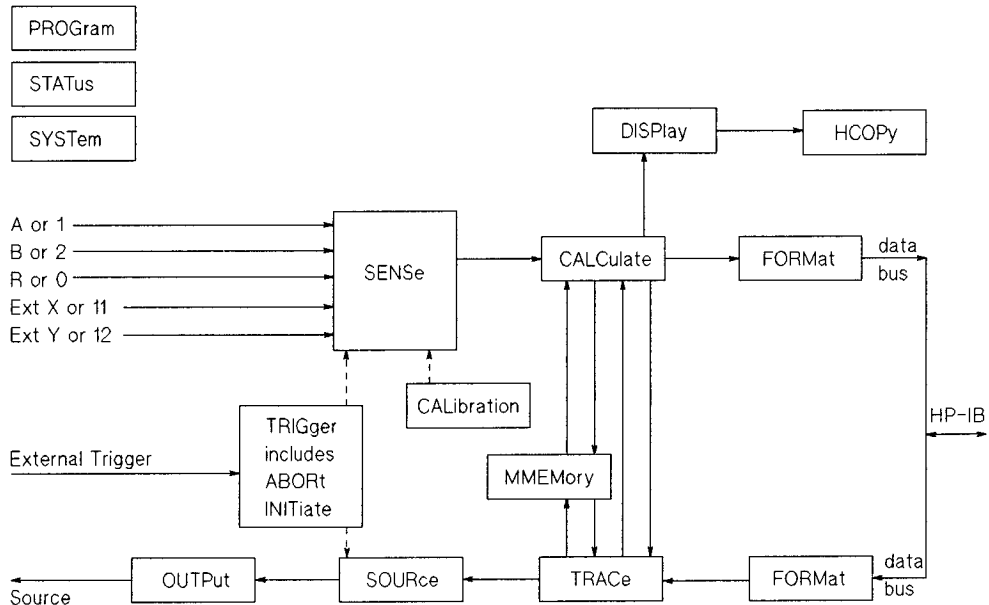 PROGram
STATus
SYSTem
DISPlay
HCOPy
A or 1
B or 2
R or 0
Ext X or 11
Ext Y or 12
SENSe
CALCulate
FORMat
data
bus
CALibration
HP-IB
External Trigger
TRIGger
includes
ABORt
INITiate
MMEMory
Source
OUTPut
SOURce
TRACe
FORMat
data
bus